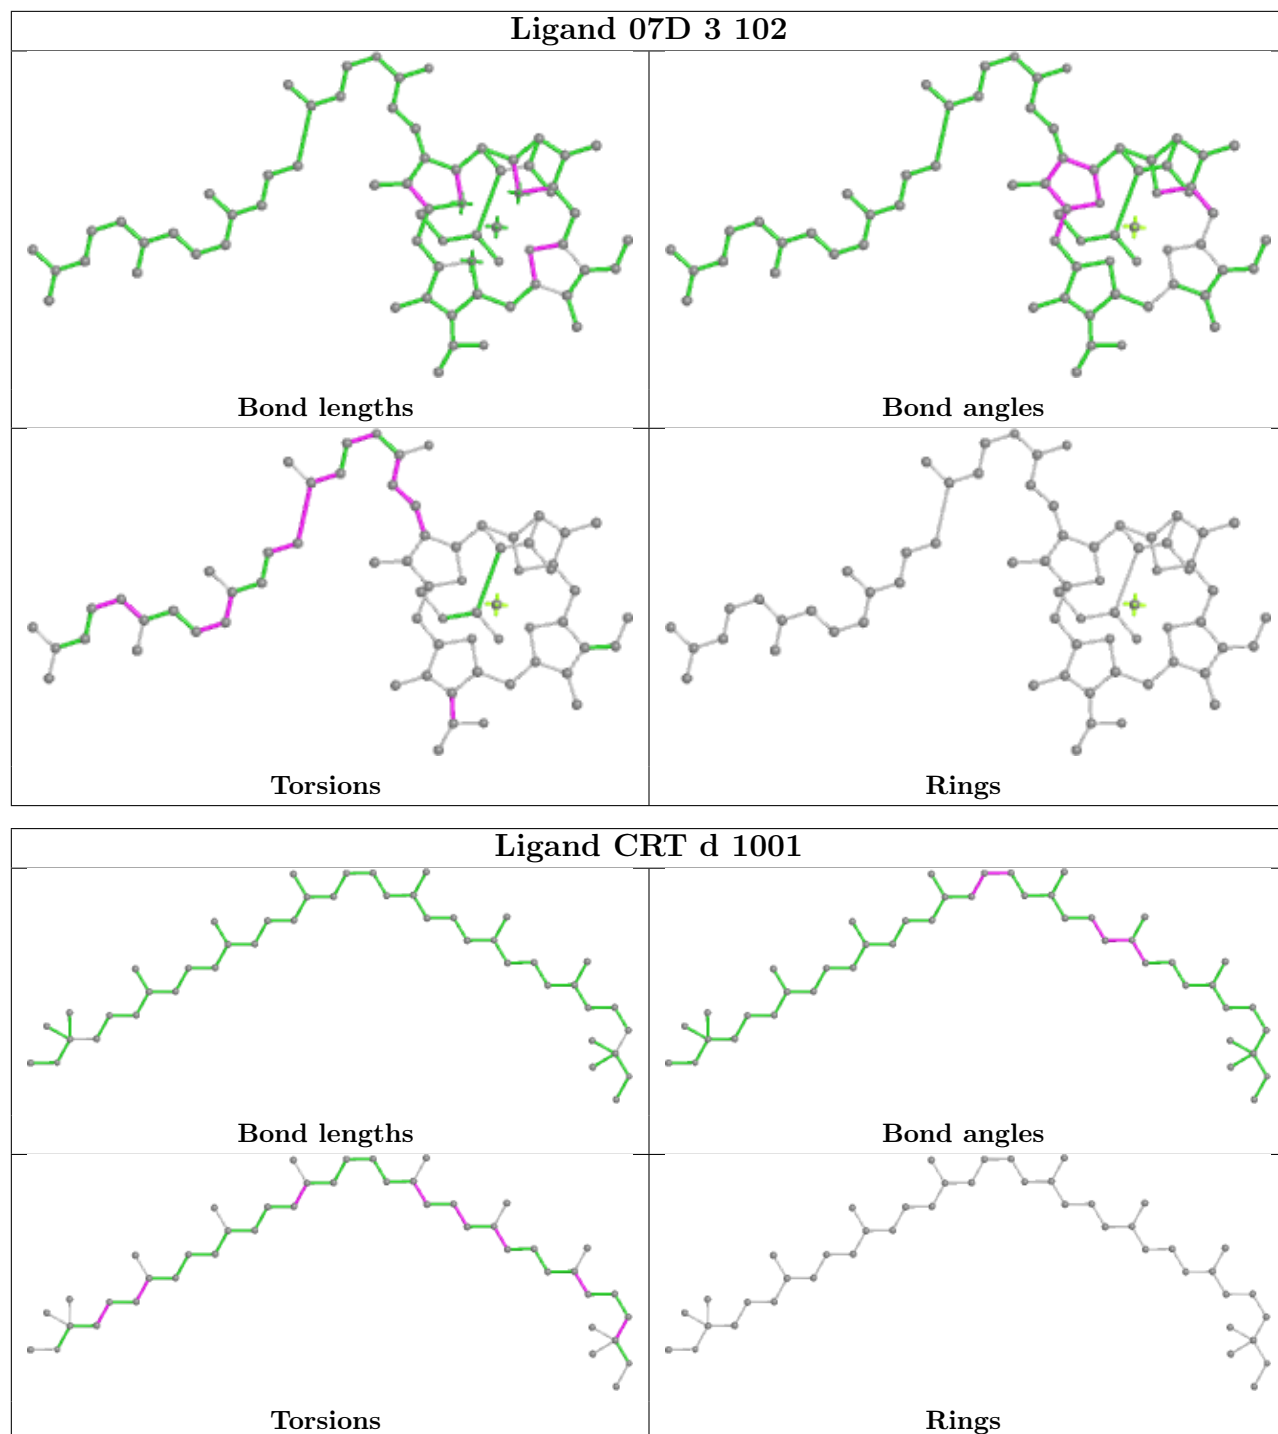 Ligand 07D 3 102
Bond lengths
Bond angles
Torsions
Rings
Ligand CRT d 1001
Bond lengths
Bond angles
Torsions
Rings